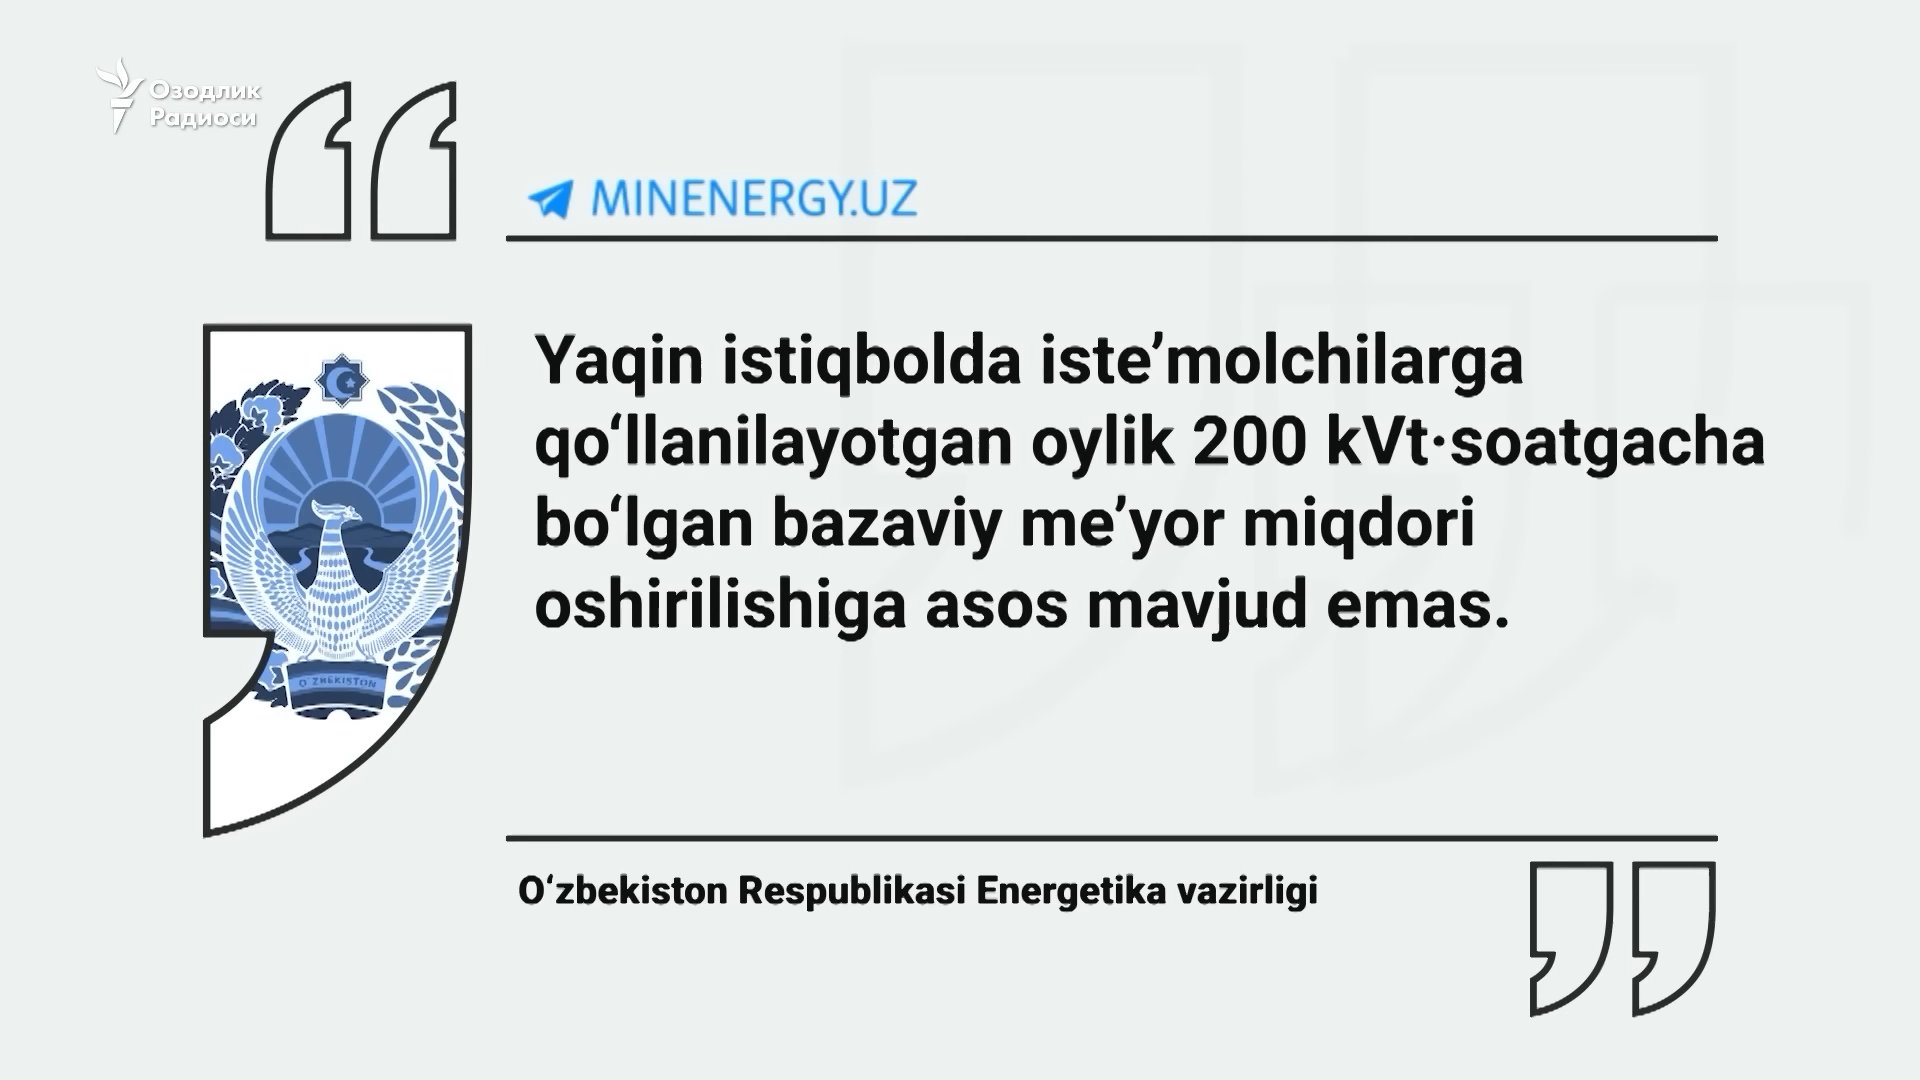 Озодлик
Радиоси
MINENERGY.UZ
Yaqin istiqbolda iste’molchilarga
qo‘llanilayotgan oylik 200 kVt·soatgacha
bo‘lgan bazaviy me’yor miqdori
oshirilishiga asos mavjud emas.
O‘ZBEKISTON
O‘zbekiston Respublikasi Energetika vazirligi